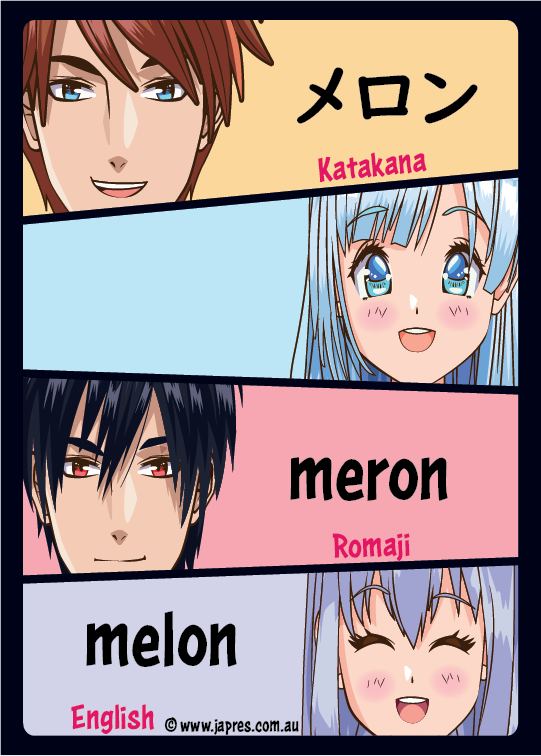 メロン
Katakana
meron
Romaji
melon
English
© www.japres.com.au